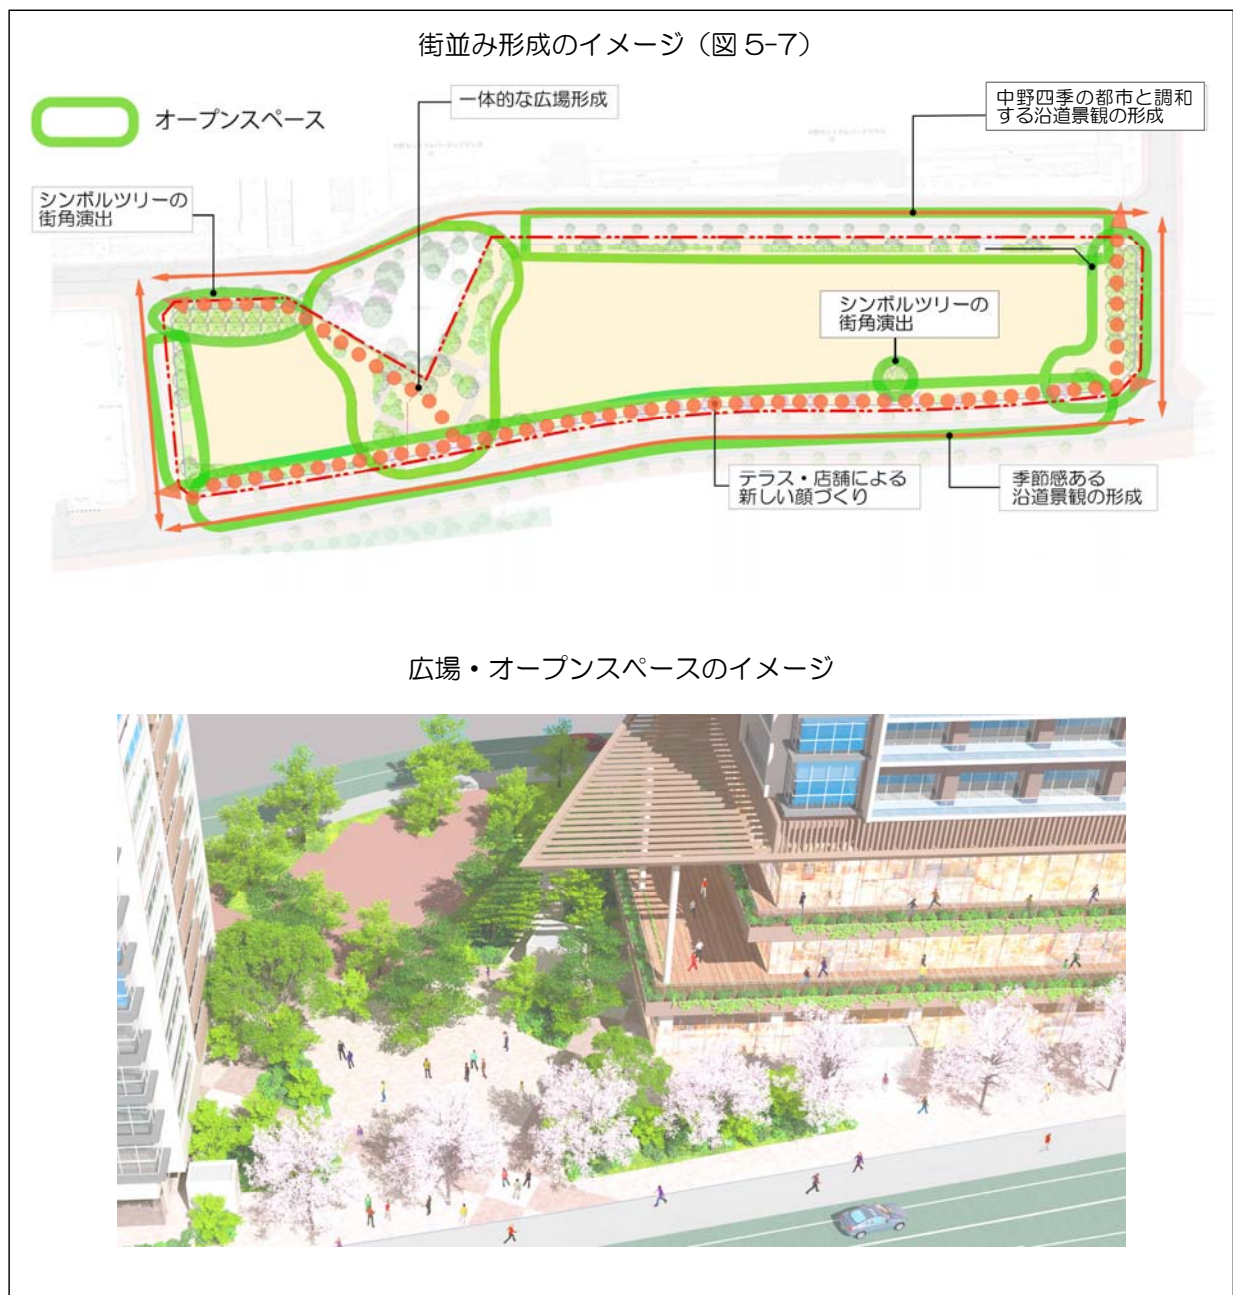 街並み形成のイメージ（図 5-7）
オープンスペース
一体的な広場形成
中野四季の都市と調和
する沿道景観の形成
シンボルツリーの
街角演出
シンボルツリーの
街角演出
テラス・店舗による
新しい顔づくり
季節感ある
沿道景観の形成
広場・オープンスペースのイメージ